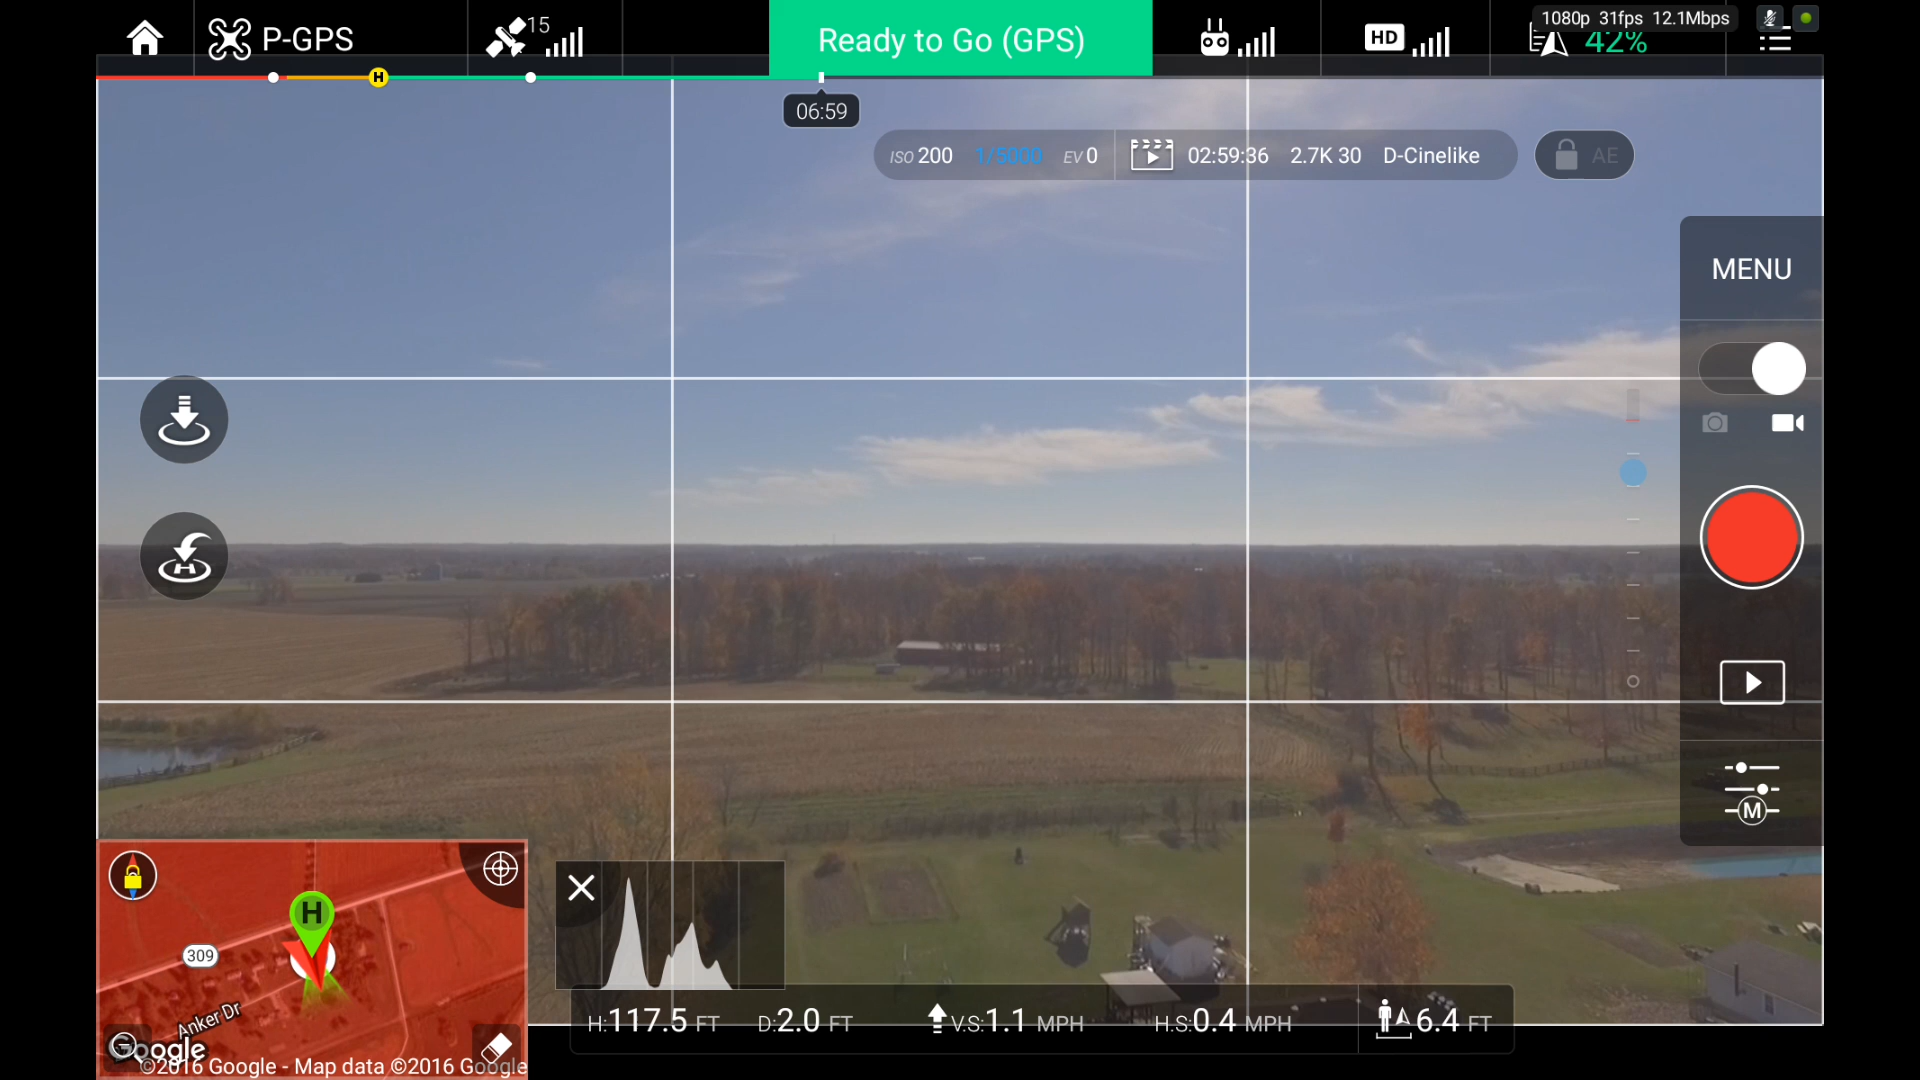 1080p 31fps 12.1Mbps
P-GPS
15
Ready to Go (GPS)
HD
42%
H
06:59
ISO 200 1/5000 EV 0
02:59:36 2.7K 30 D-Cinelike
AE
MENU
M
H
309
Anker Dr
Google
©2016 Google - Map data ©2016 Google
H:117.5 FT D:2.0 FT V.S:1.1 MPH H.S:0.4 MPH 6.4 FT